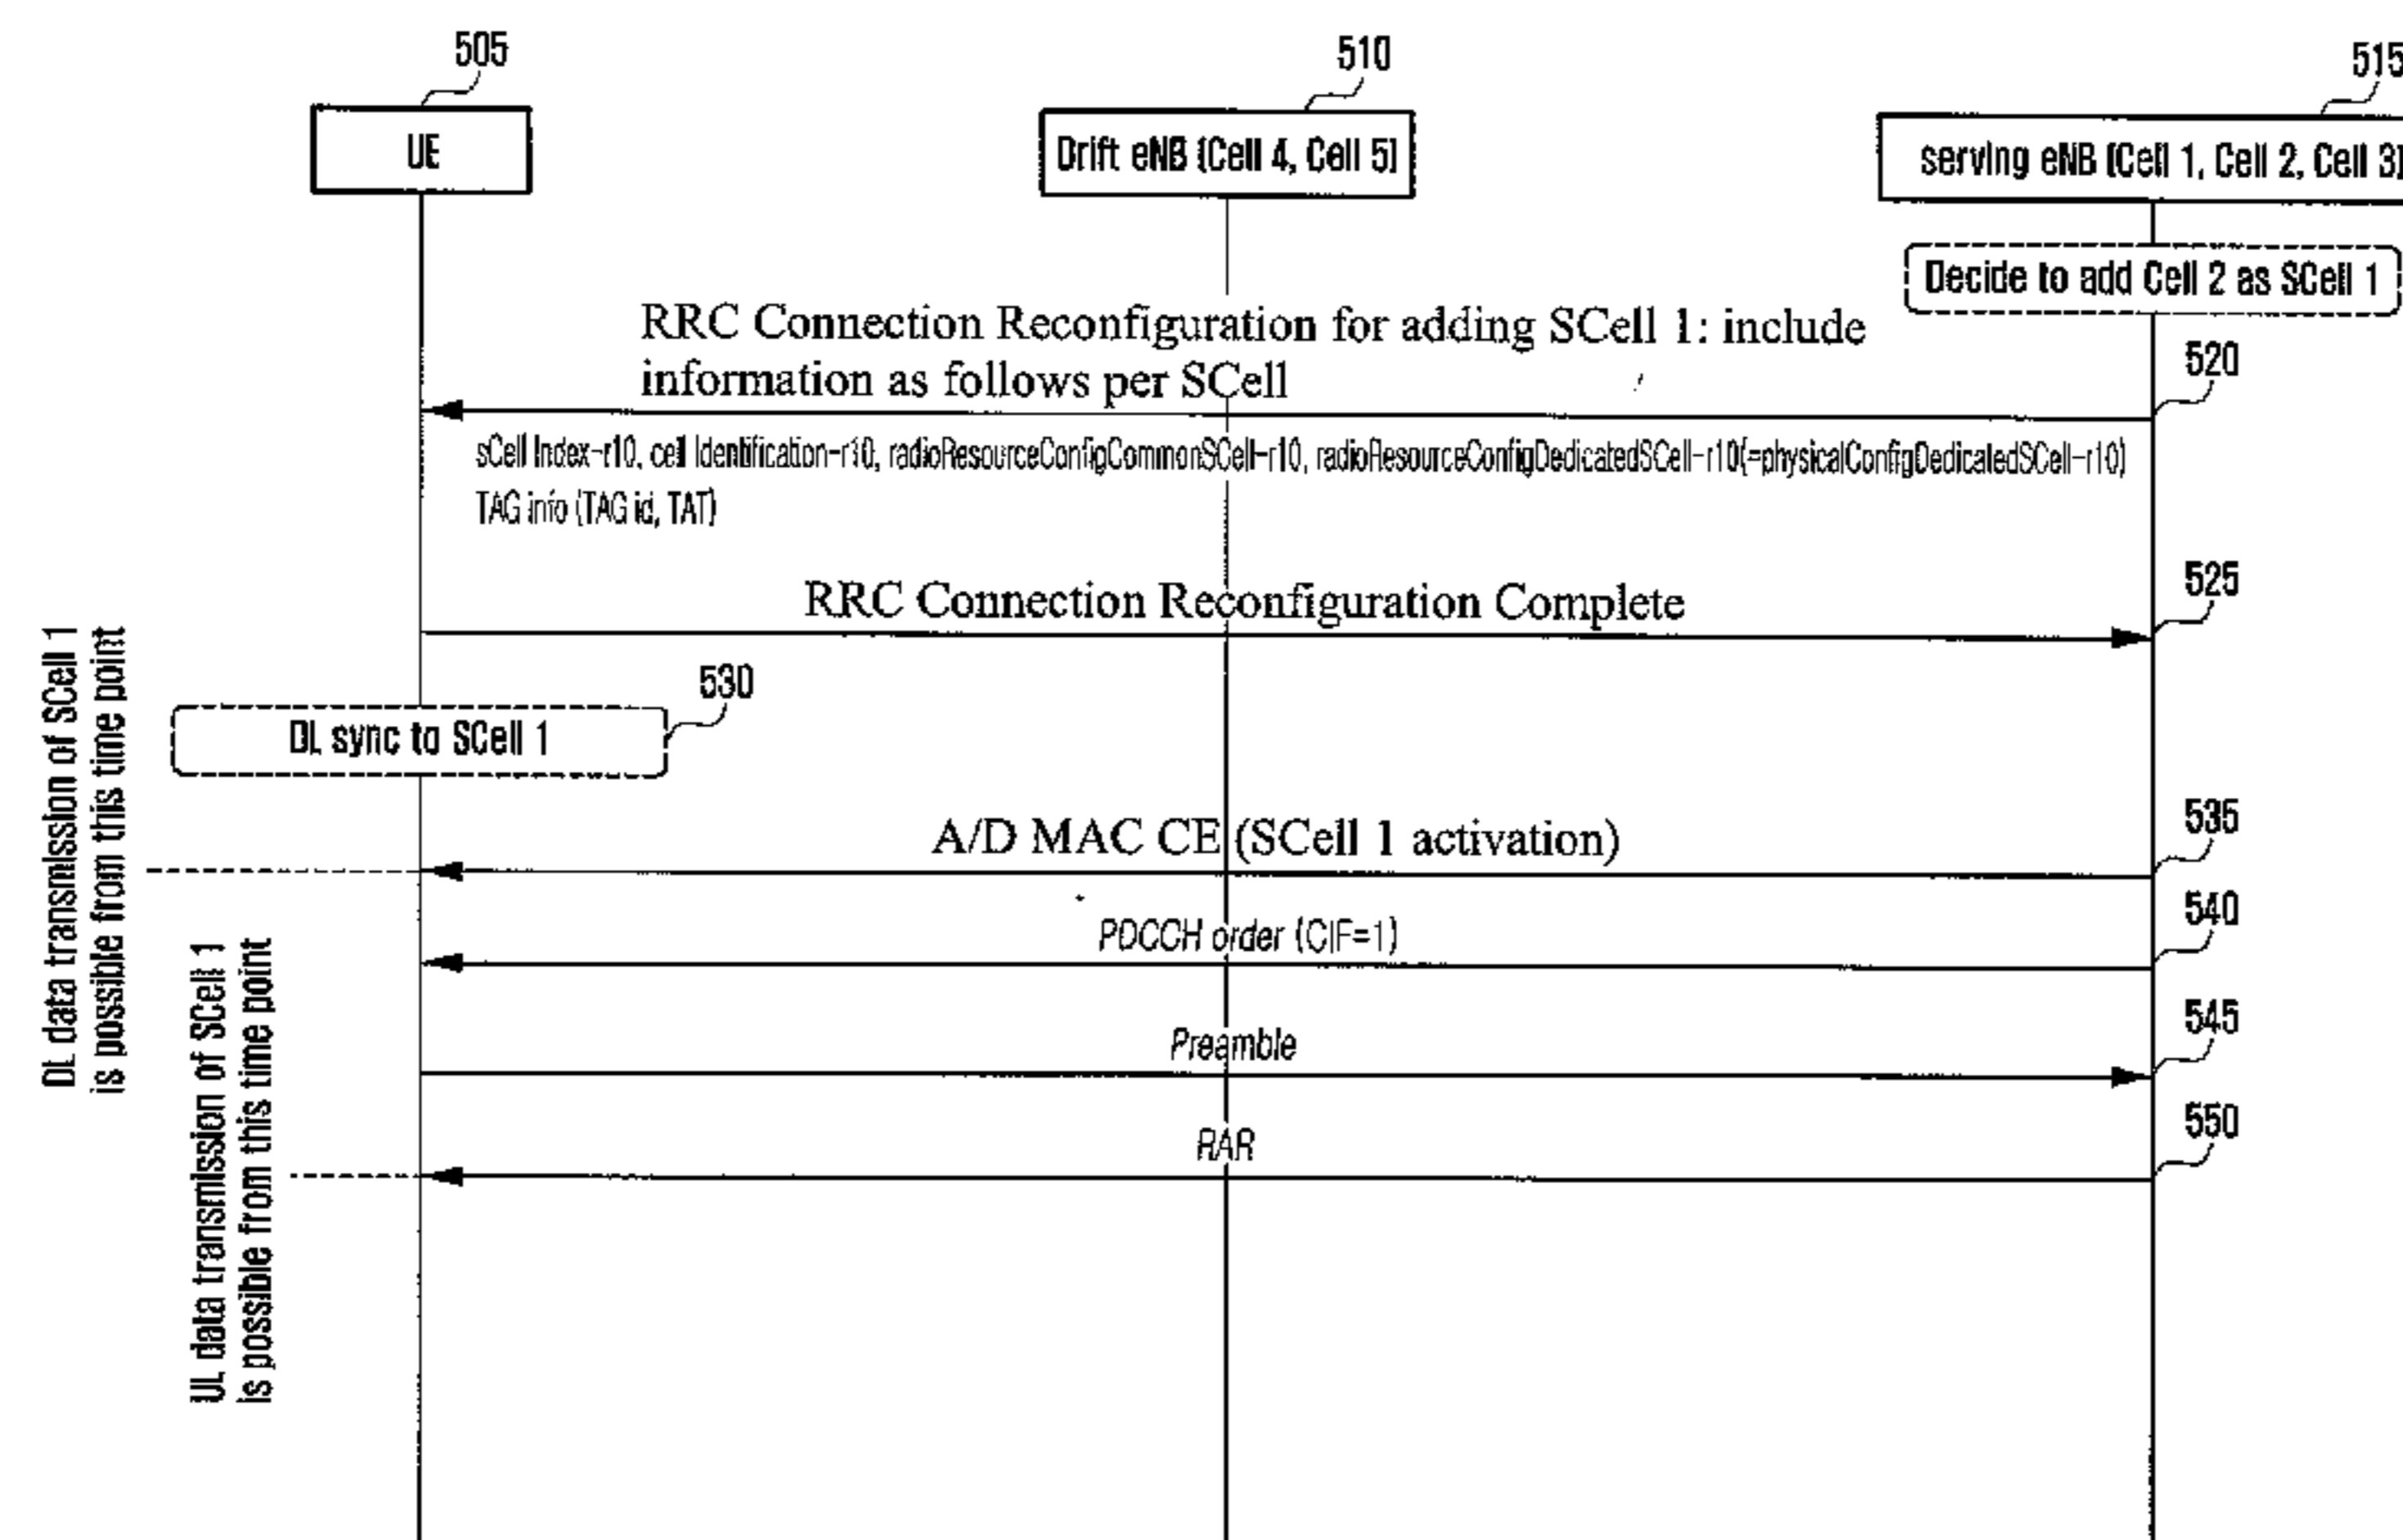 505
510
515
UE
Drift eNB (Cell 4, Cell 5)
serving eNB (Cell 1, Cell 2, Cell 3)
Decide to add Cell 2 as SCell 1
RRC Connection Reconfiguration for adding SCell 1: include
information as follows per SCell
520
sCell Index-r10, cell Identification-r10, radioResourceConfigCommonSCell-r10, radioResourceConfigDedicatedSCell-r10(=physicalConfigDedicatedSCell-r10)
TAG info (TAG id, TAT)
RRC Connection Reconfiguration Complete
525
DL data transmission of SCell 1
is possible from this time point
530
DL sync to SCell 1
A/D MAC CE (SCell 1 activation)
535
PDCCH order (CIF=1)
540
UL data transmission of SCell 1
is possible from this time point
Preamble
545
RAR
550